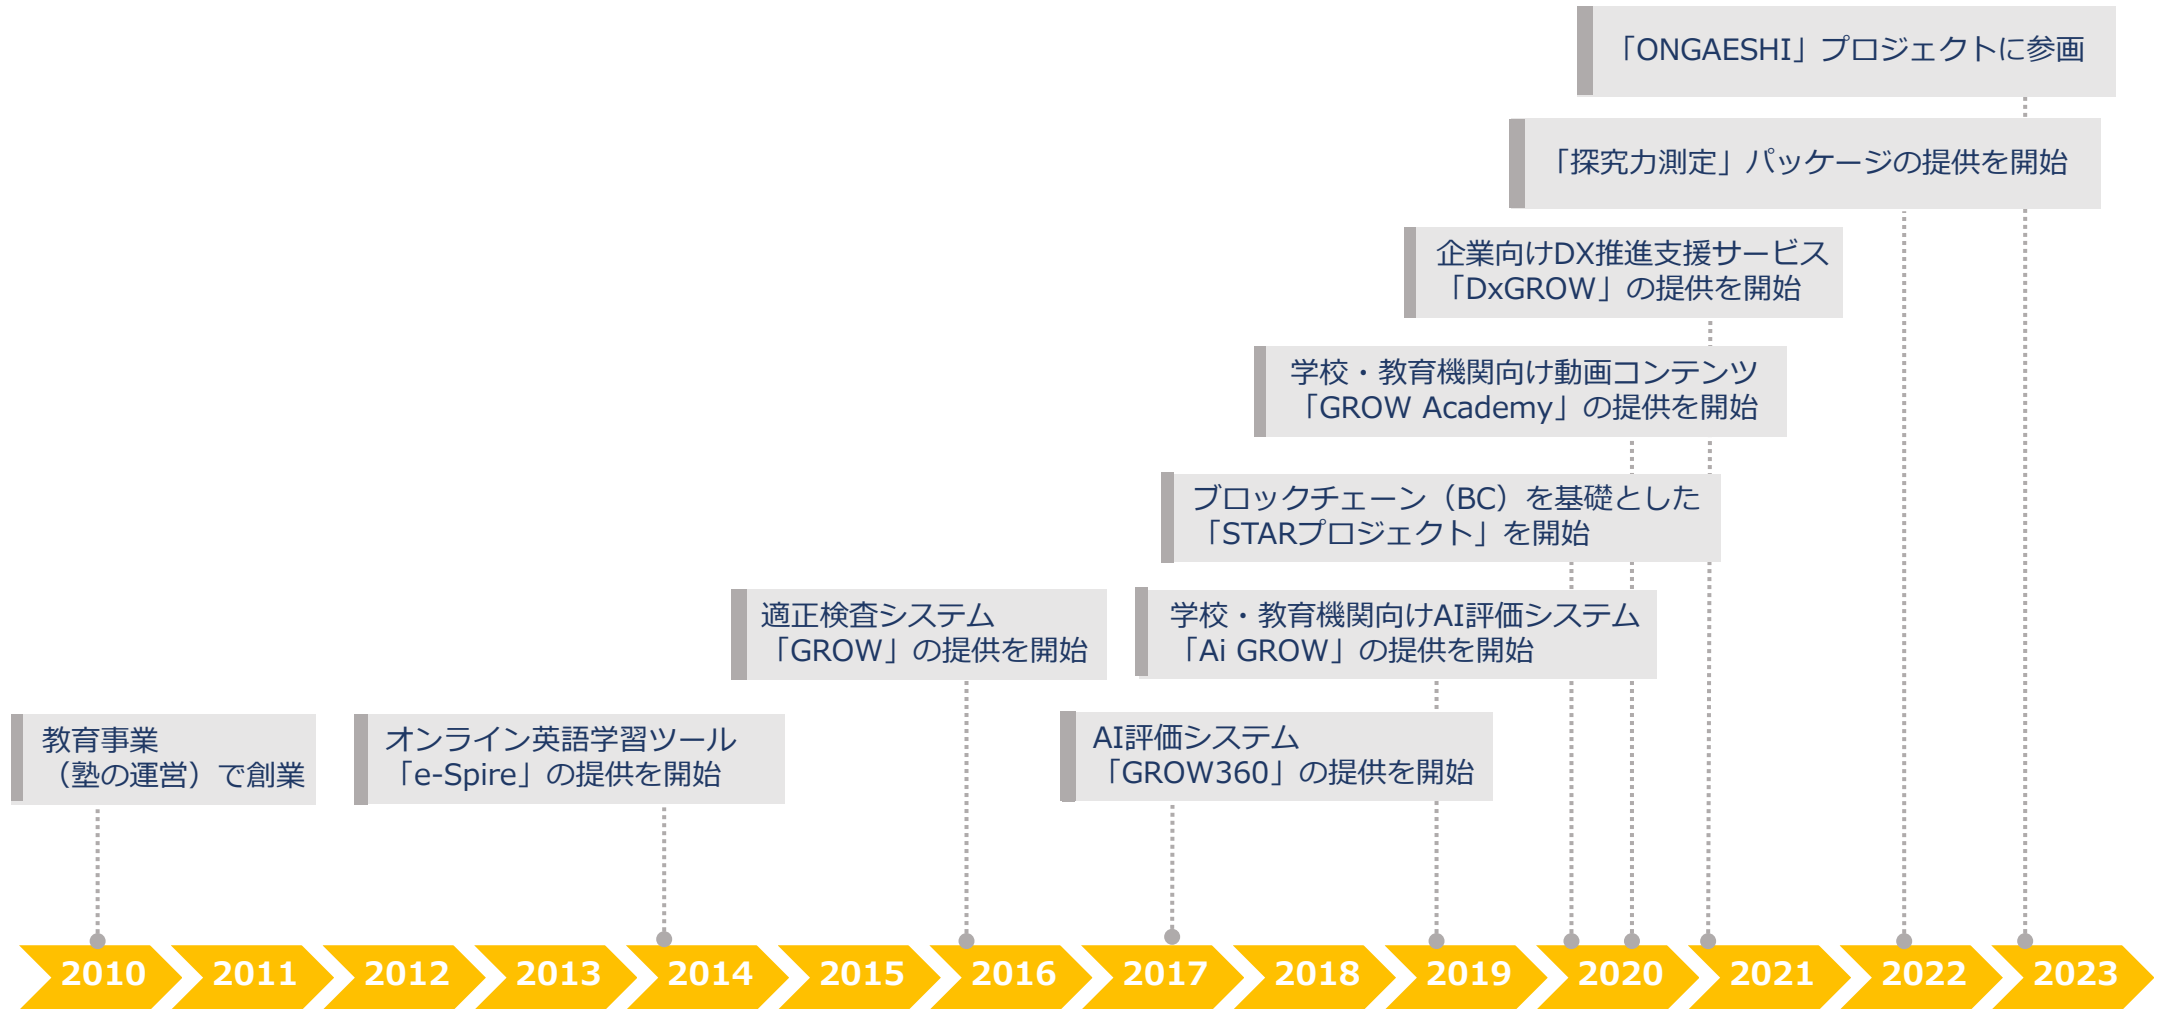 「ONGAESHI」プロジェクトに参画
「探究力測定」パッケージの提供を開始
企業向けDX推進支援サービス
「DxGROW」の提供を開始
学校・教育機関向け動画コンテンツ
「GROW Academy」の提供を開始
ブロックチェーン（BC）を基礎とした
「STARプロジェクト」を開始
適正検査システム
「GROW」の提供を開始
学校・教育機関向けAI評価システム
「Ai GROW」の提供を開始
教育事業
（塾の運営）で創業
オンライン英語学習ツール
「e-Spire」の提供を開始
AI評価システム
「GROW360」の提供を開始
2010 2011 2012 2013 2014 2015 2016 2017 2018 2019 2020 2021 2022 2023